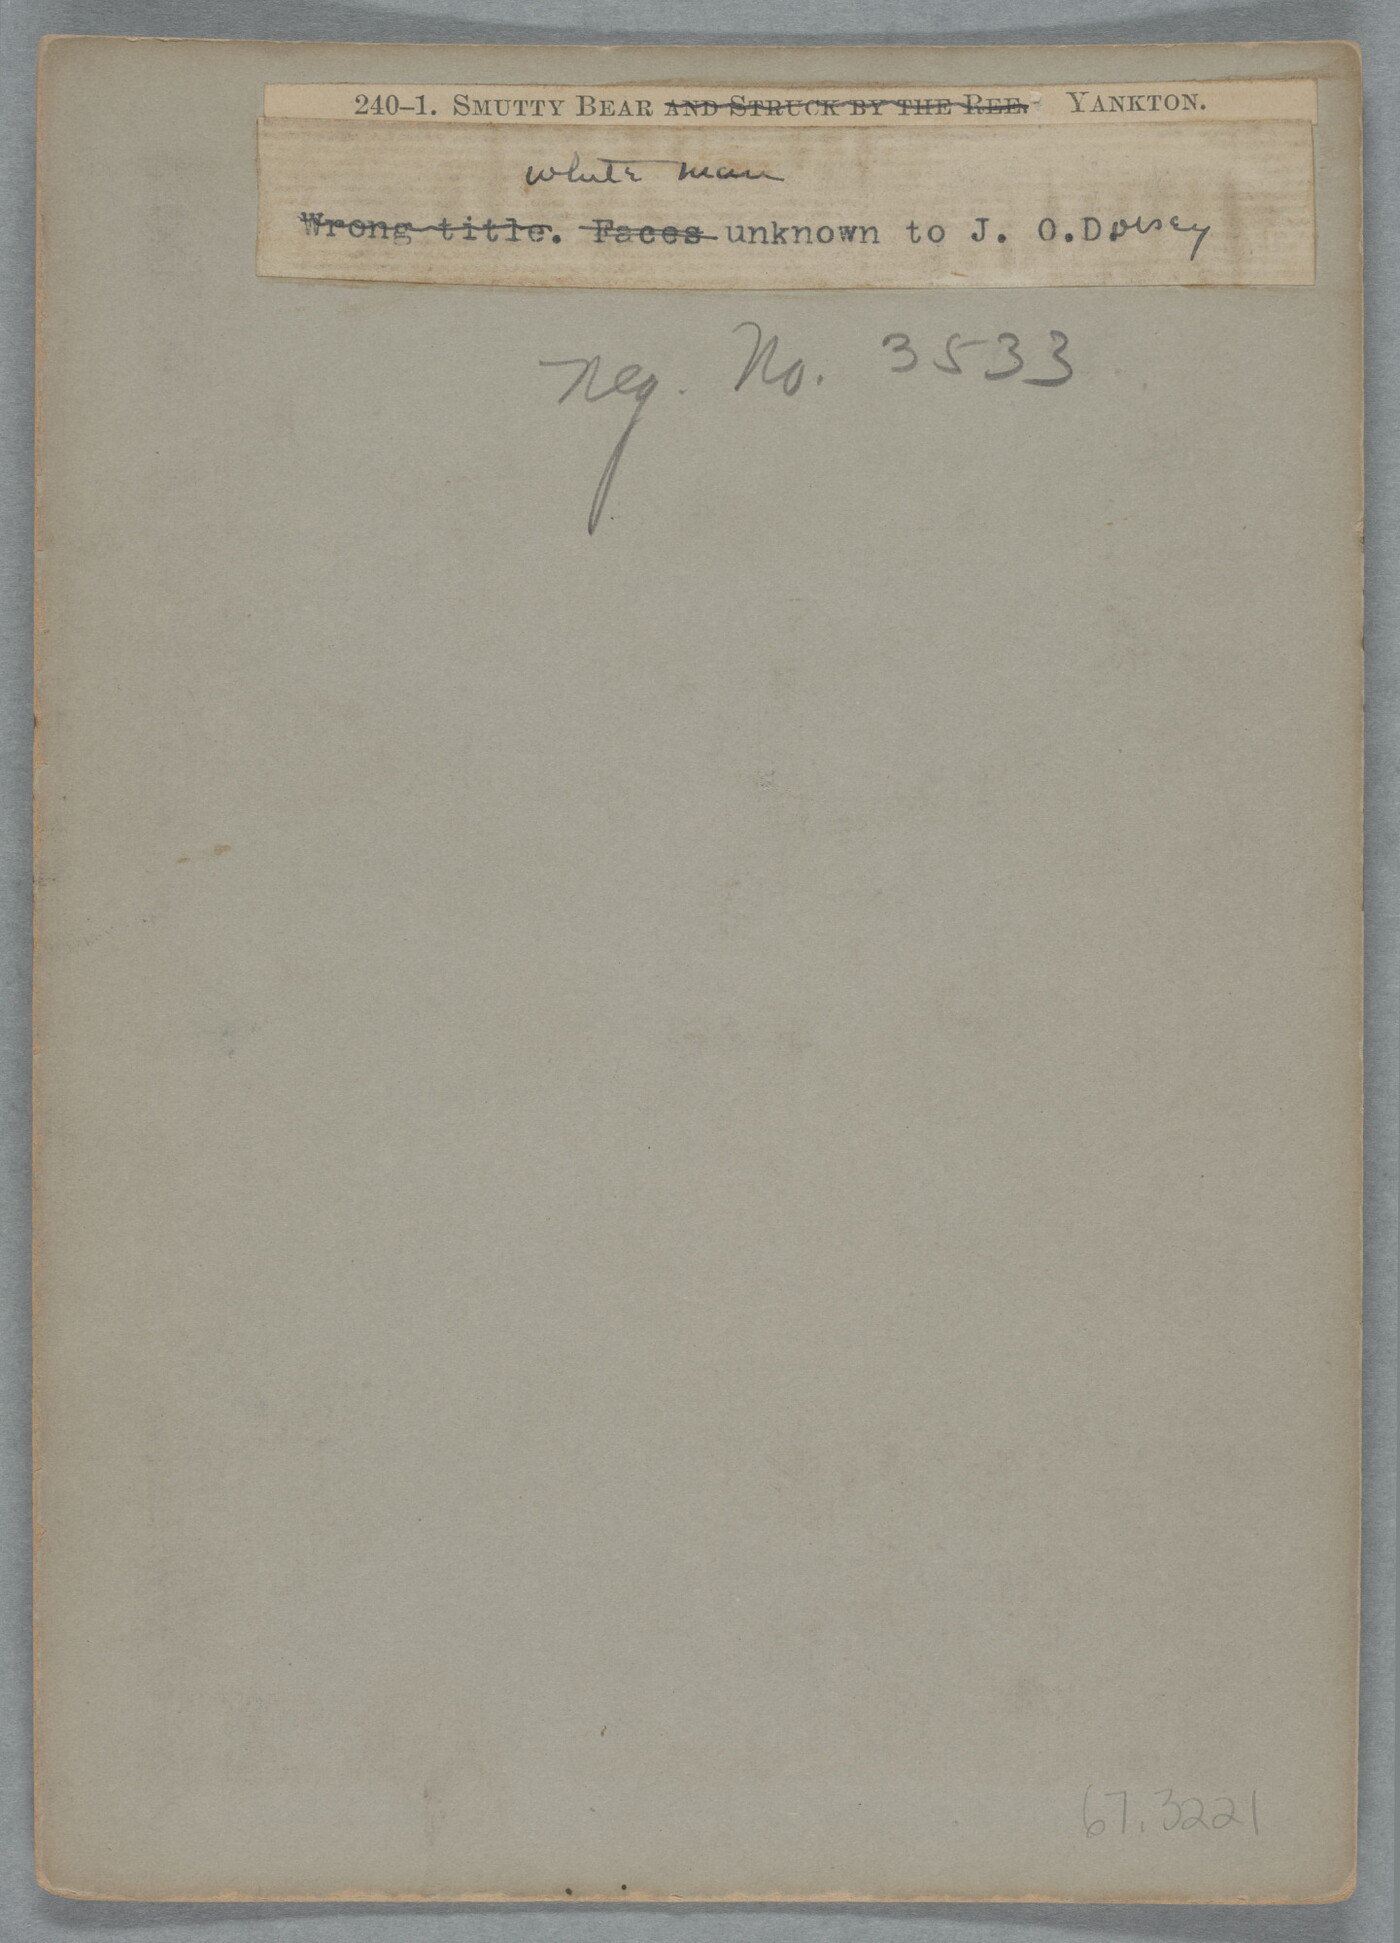 240–1. SMUTTY BEAR AND STRUCK BY THE REE. YANKTON.
white man
Wrong title. Faces unknown to J. O. Dorsey
Neg. No. 3533
67.3221